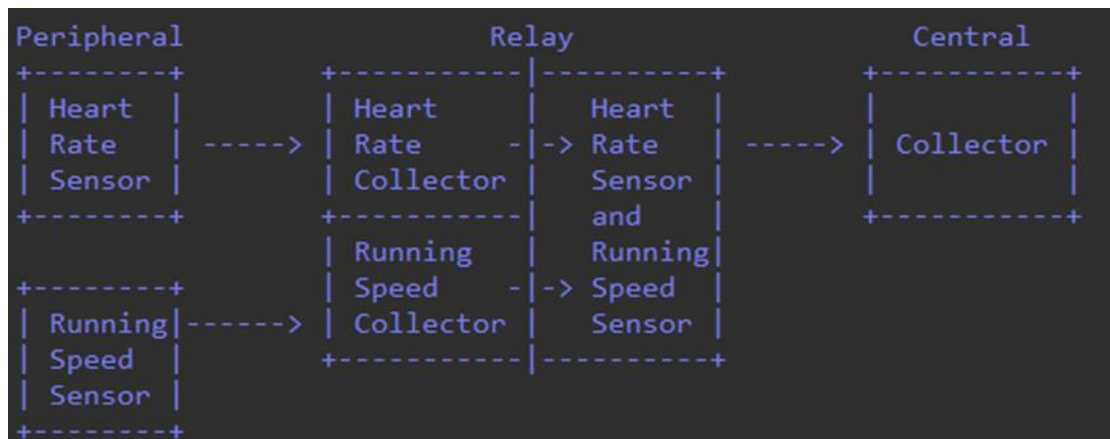 Peripheral                  Relay                    Central
+--------+         +-----------|----------+         +-----------+
| Heart  |         | Heart     |   Heart  |         |           |
| Rate   | -----> | Rate     -|-> Rate   | -----> | Collector |
| Sensor |         | Collector |   Sensor |         |           |
+--------+         +-----------|   and    |         +-----------+
                   | Running   |   Running|
+--------+         | Speed    -|-> Speed  |
| Running|------> | Collector |   Sensor |
| Speed  |         +-----------|----------+
| Sensor |
+--------+